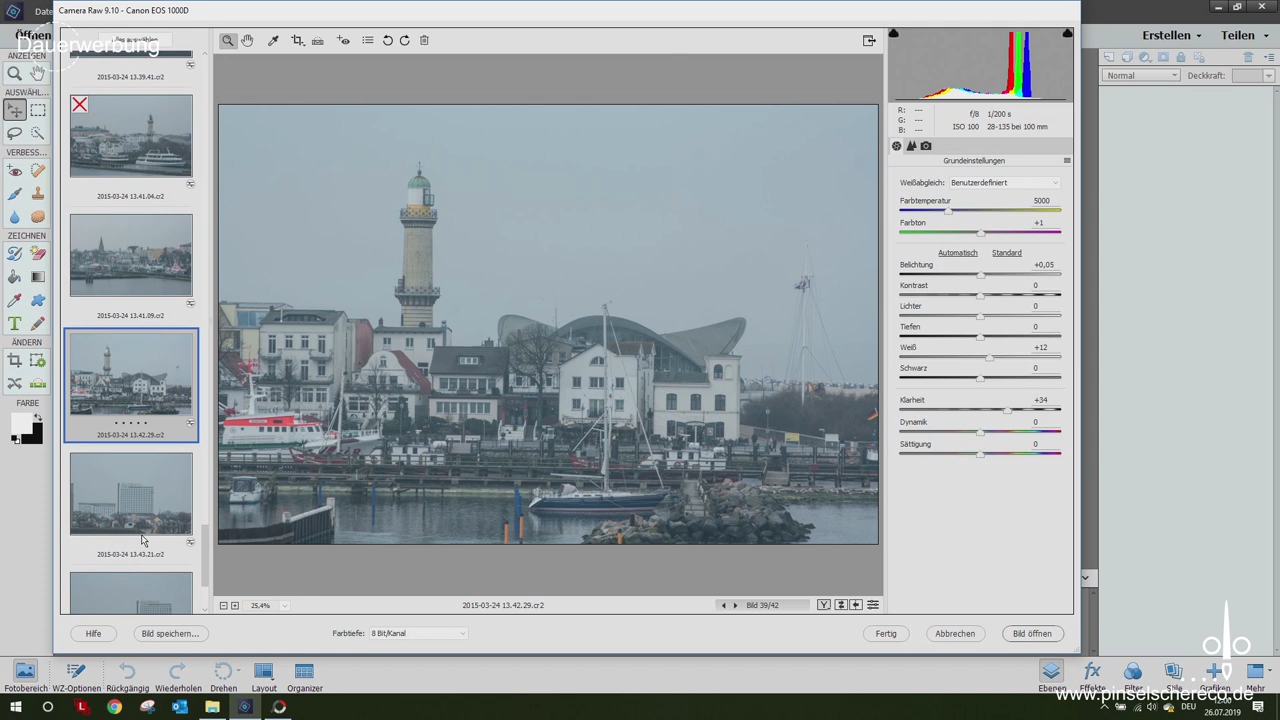 Camera Raw 9.10 - Canon EOS 1000D
Date
Öffnen
Dauerwerbung
Alles auswählen
Erstellen
Teilen
ANZEIGEN
AUSWÄHL...
VERBESS...
ZEICHNEN
ÄNDERN
FARBE
2015-03-24 13.39.41.cr2
2015-03-24 13.41.04.cr2
2015-03-24 13.41.09.cr2
2015-03-24 13.42.29.cr2
2015-03-24 13.43.21.cr2
R: ---
G: ---
B: ---
f/8 1/200 s
ISO 100 28-135 bei 100 mm
Grundeinstellungen
Weißabgleich: Benutzerdefiniert
Farbtemperatur 5000
Farbton +1
Automatisch Standard
Belichtung +0,05
Kontrast 0
Lichter 0
Tiefen 0
Weiß +12
Schwarz 0
Klarheit +34
Dynamik 0
Sättigung 0
Normal Deckkraft:
25,4% 2015-03-24 13.42.29.cr2 Bild 39/42
Hilfe Bild speichern... Farbtiefe: 8 Bit/Kanal Fertig Abbrechen Bild öffnen
Fotobereich WZ-Optionen Rückgängig Wiederholen Drehen Layout Organizer Ebenen Effekte Filter Stile Grafiken Mehr
www.pinselschereco.de
DEU 12:00
26.07.2019